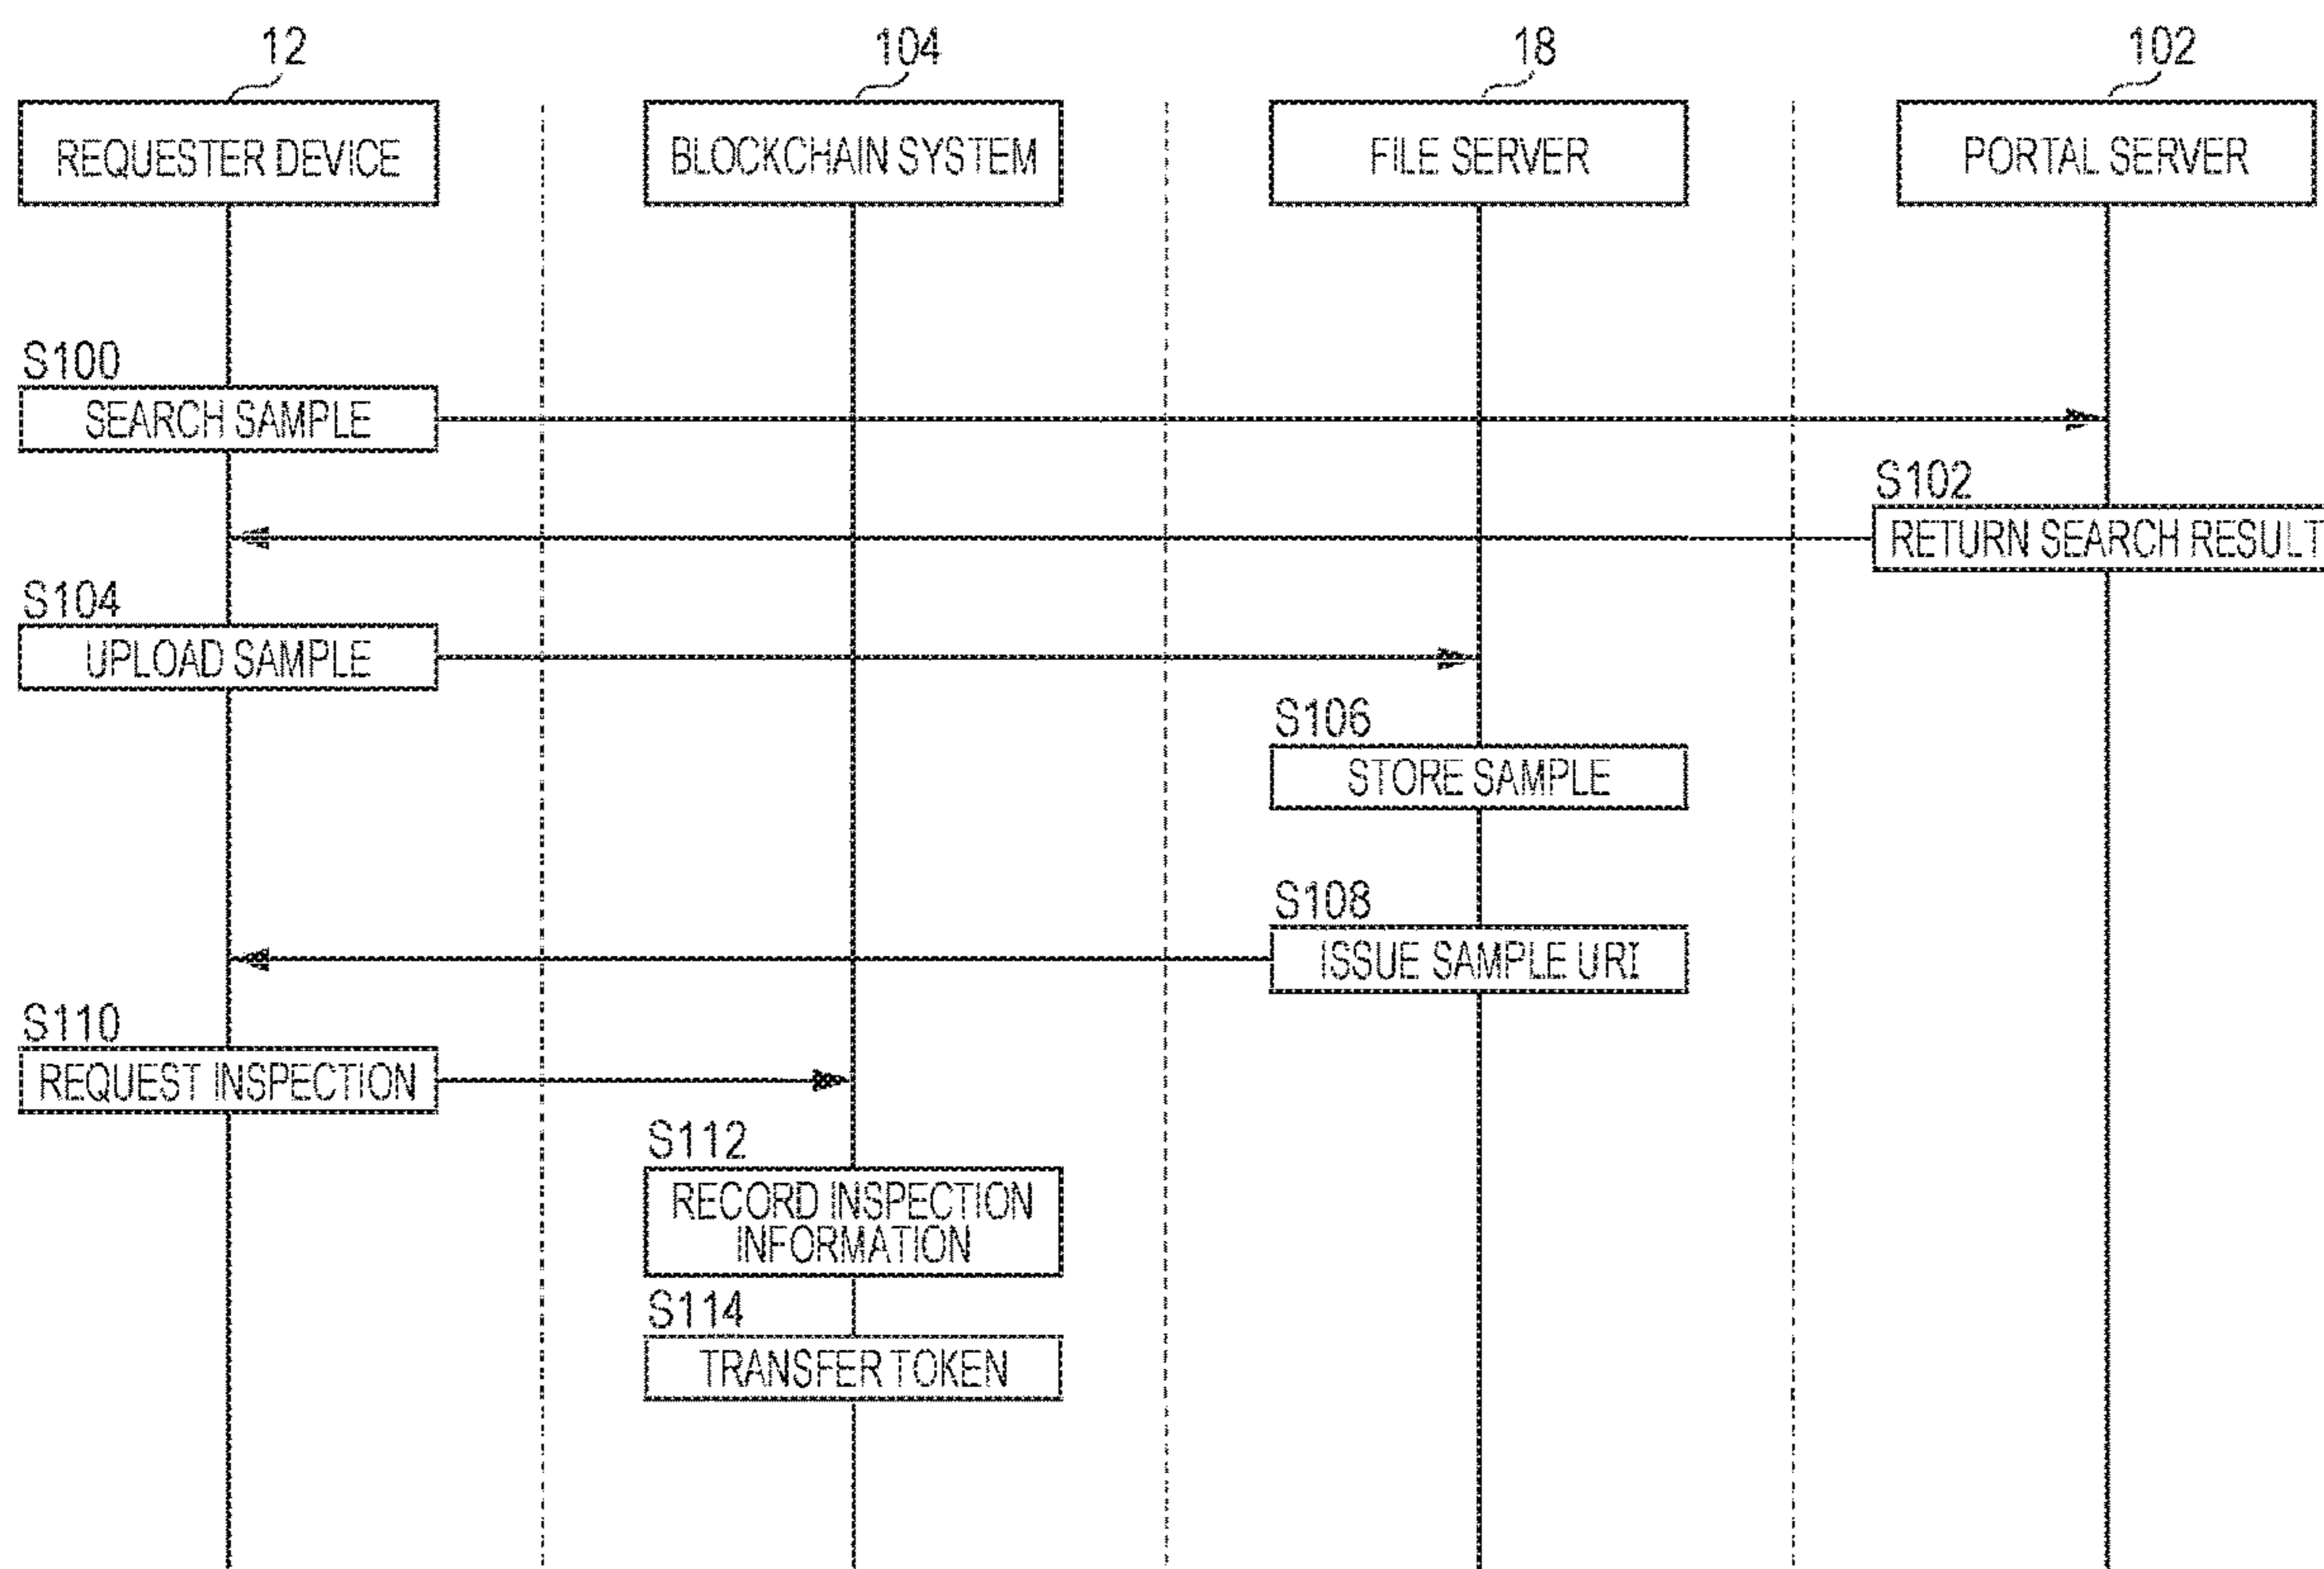 12
104
18
102
REQUESTER DEVICE
BLOCKCHAIN SYSTEM
FILE SERVER
PORTAL SERVER
S100
SEARCH SAMPLE
S102
RETURN SEARCH RESULT
S104
UPLOAD SAMPLE
S106
STORE SAMPLE
S108
ISSUE SAMPLE URI
S110
REQUEST INSPECTION
S112
RECORD INSPECTION
INFORMATION
S114
TRANSFER TOKEN